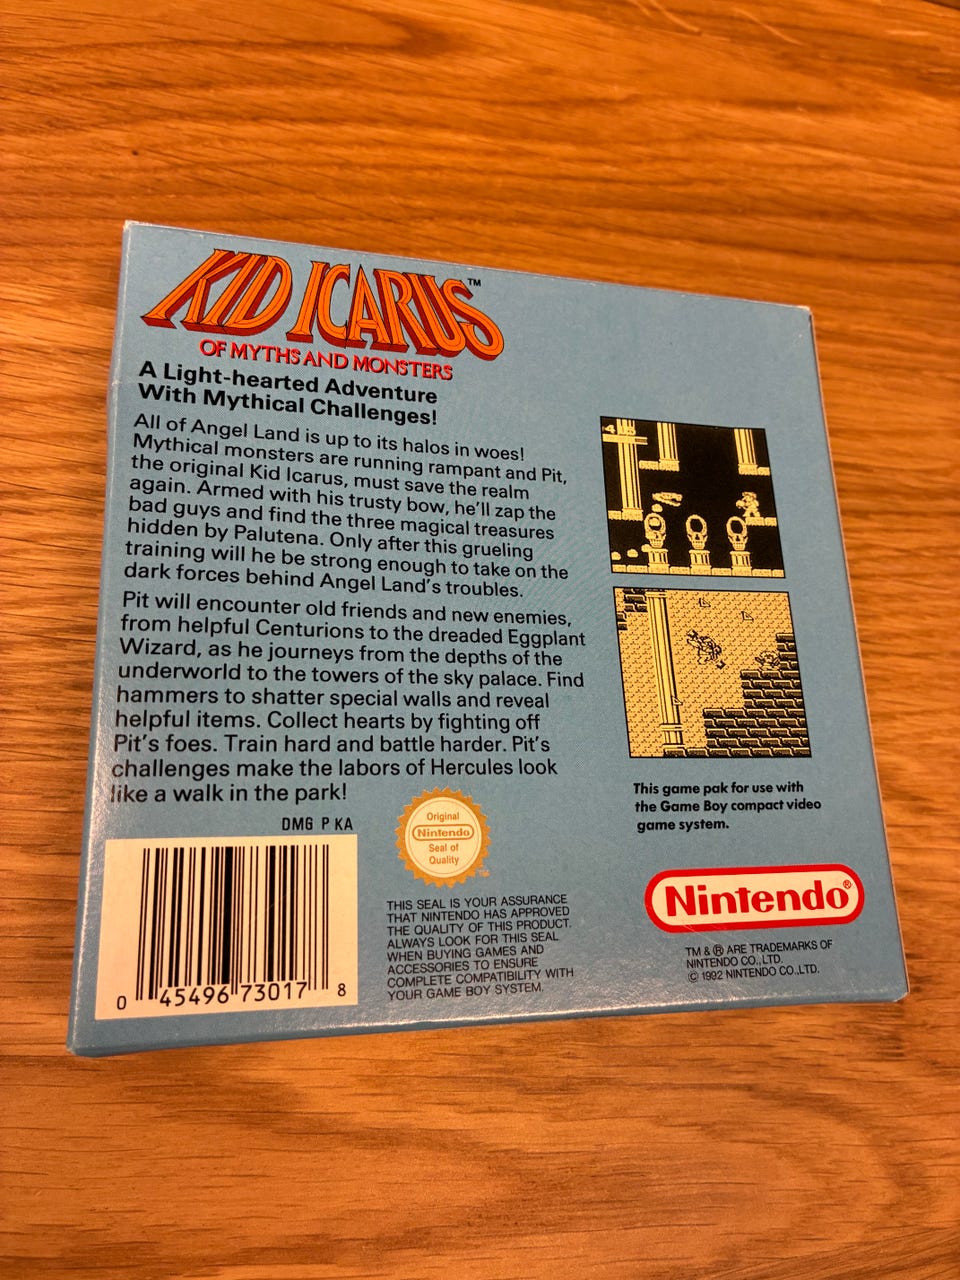 KID ICARUS™
OF MYTHS AND MONSTERS
A Light-hearted Adventure
With Mythical Challenges!
All of Angel Land is up to its halos in woes!
Mythical monsters are running rampant and Pit,
the original Kid Icarus, must save the realm
again. Armed with his trusty bow, he'll zap the
bad guys and find the three magical treasures
hidden by Palutena. Only after this grueling
training will he be strong enough to take on the
dark forces behind Angel Land's troubles.
Pit will encounter old friends and new enemies,
from helpful Centurions to the dreaded Eggplant
Wizard, as he journeys from the depths of the
underworld to the towers of the sky palace. Find
hammers to shatter special walls and reveal
helpful items. Collect hearts by fighting off
Pit's foes. Train hard and battle harder. Pit's
challenges make the labors of Hercules look
like a walk in the park!
DMG P KA
0 45496 73017 8
Original
Nintendo
Seal of
Quality
TM
THIS SEAL IS YOUR ASSURANCE
THAT NINTENDO HAS APPROVED
THE QUALITY OF THIS PRODUCT.
ALWAYS LOOK FOR THIS SEAL
WHEN BUYING GAMES AND
ACCESSORIES TO ENSURE
COMPLETE COMPATIBILITY WITH
YOUR GAME BOY SYSTEM.
This game pak for use with
the Game Boy compact video
game system.
Nintendo®
TM & ® ARE TRADEMARKS OF
NINTENDO CO., LTD.
© 1992 NINTENDO CO., LTD.